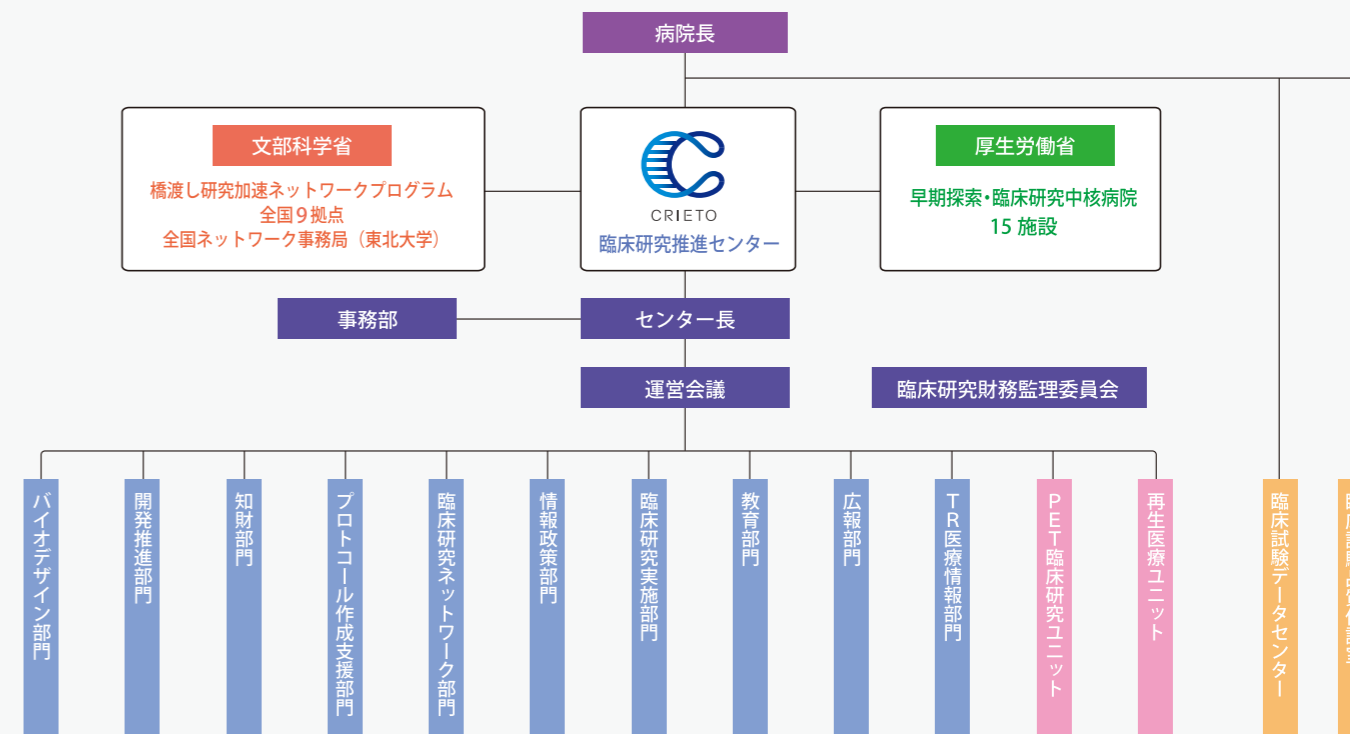 病院長
文部科学省
橋渡し研究加速ネットワークプログラム
全国9拠点
全国ネットワーク事務局（東北大学）
CRIETO
臨床研究推進センター
厚生労働省
早期探索・臨床研究中核病院
15 施設
事務部
センター長
運営会議
臨床研究財務監理委員会
バイオデザイン部門
開発推進部門
知財部門
プロトコール作成支援部門
臨床研究ネットワーク部門
情報政策部門
臨床研究実施部門
教育部門
広報部門
TR医療情報部門
PET臨床研究ユニット
再生医療ユニット
臨床試験データセンター